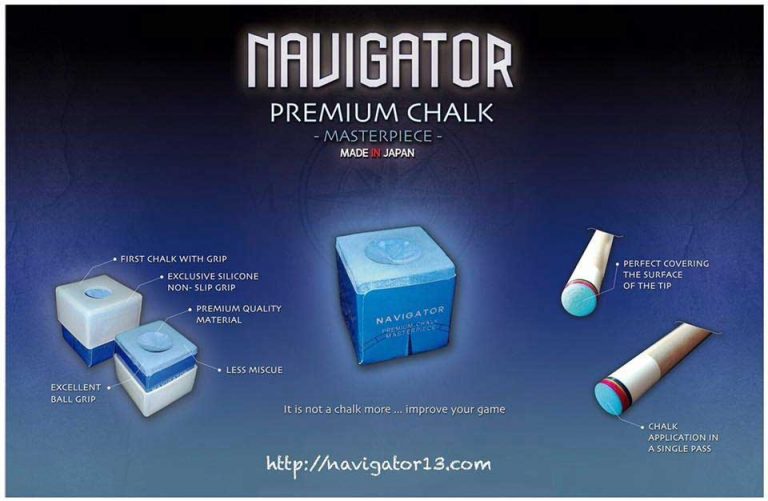 NAVIGATOR
PREMIUM CHALK
- MASTERPIECE -
MADE IN JAPAN
FIRST CHALK WITH GRIP
EXCLUSIVE SILICONE
NON- SLIP GRIP
PREMIUM QUALITY
MATERIAL
LESS MISCUE
EXCELLENT
BALL GRIP
NAVIGATOR
PREMIUM CHALK
MASTERPIECE
PERFECT COVERING
THE SURFACE
OF THE TIP
CHALK
APPLICATION IN
A SINGLE PASS
It is not a chalk more ... improve your game
http://navigator13.com